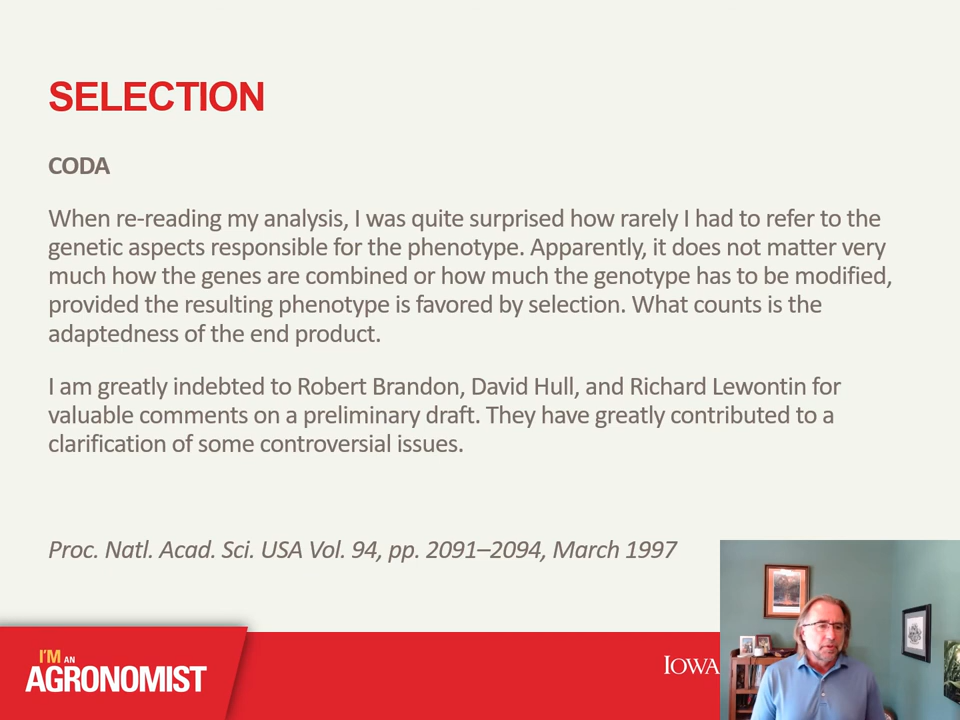 SELECTION
CODA
When re-reading my analysis, I was quite surprised how rarely I had to refer to the
genetic aspects responsible for the phenotype. Apparently, it does not matter very
much how the genes are combined or how much the genotype has to be modified,
provided the resulting phenotype is favored by selection. What counts is the
adaptedness of the end product.
I am greatly indebted to Robert Brandon, David Hull, and Richard Lewontin for
valuable comments on a preliminary draft. They have greatly contributed to a
clarification of some controversial issues.
Proc. Natl. Acad. Sci. USA Vol. 94, pp. 2091–2094, March 1997
I'M AN
AGRONOMIST
IOWA